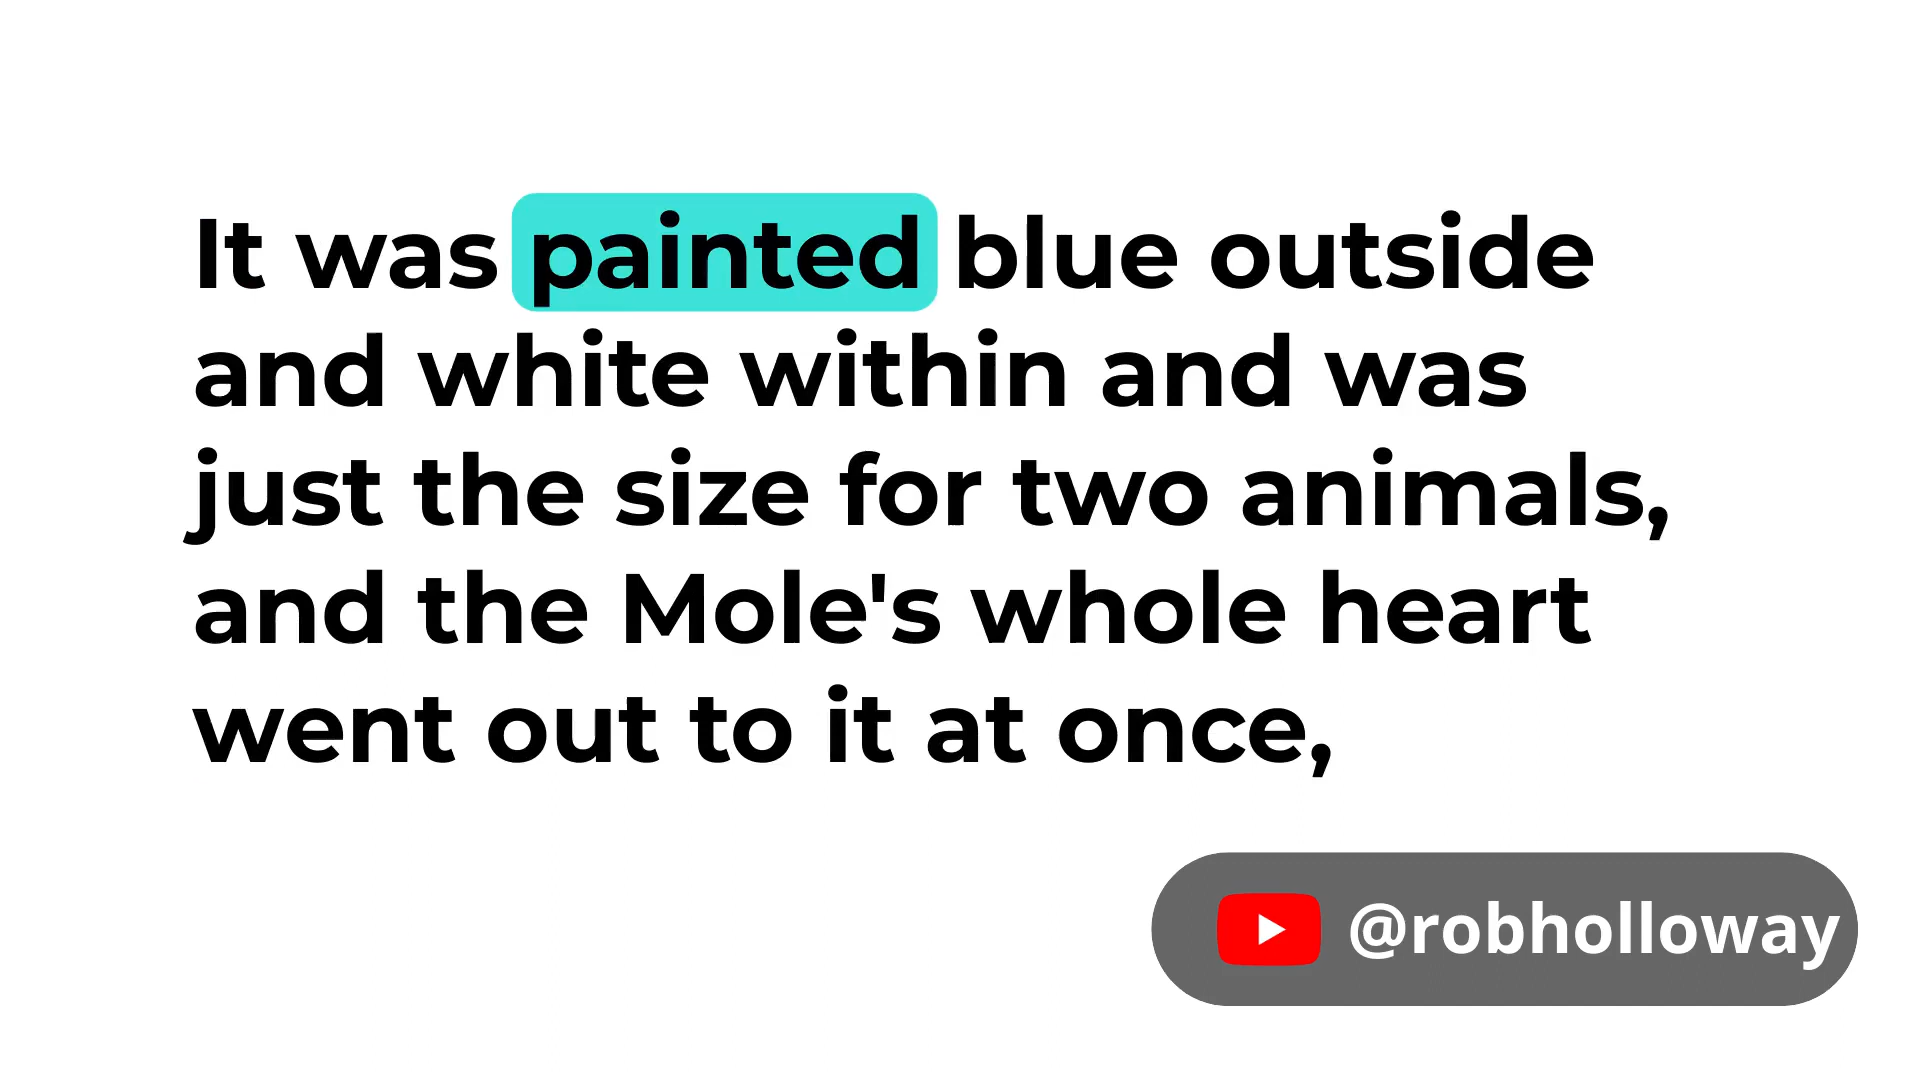 It was painted blue outside
and white within and was
just the size for two animals,
and the Mole's whole heart
went out to it at once,
@robholloway